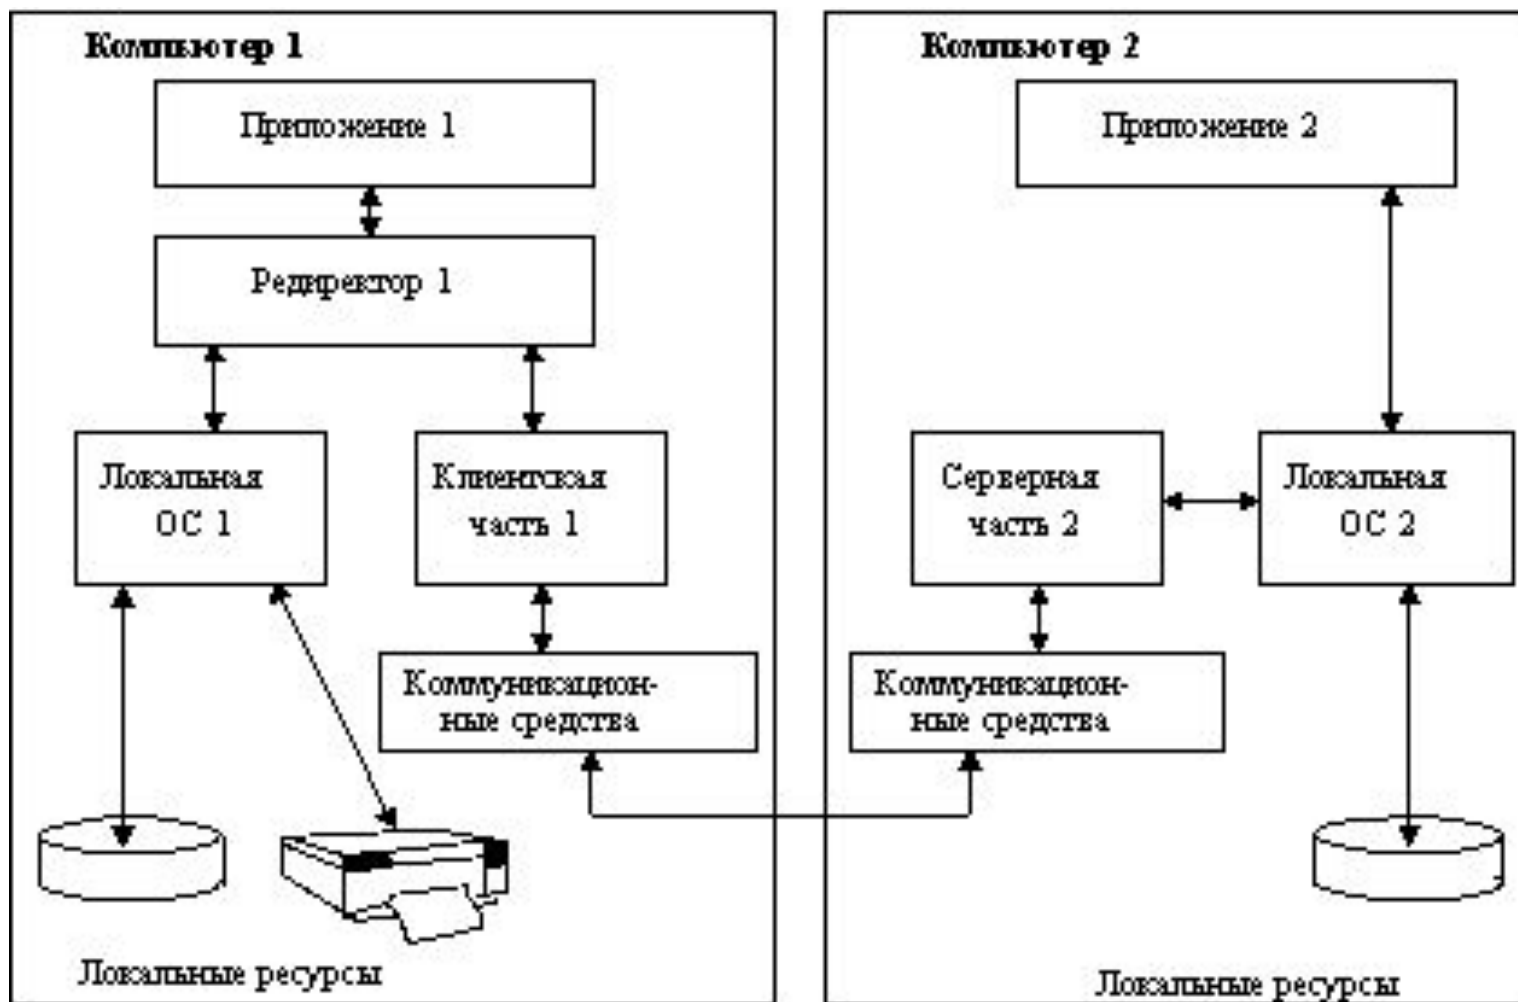 Компьютер 1
Приложение 1
Редиректор 1
Локальная
ОС 1
Клиентская
часть 1
Коммуникацион-
ные средства
Локальные ресурсы
Компьютер 2
Приложение 2
Серверная
часть 2
Локальная
ОС 2
Коммуникацион-
ные средства
Локальные ресурсы